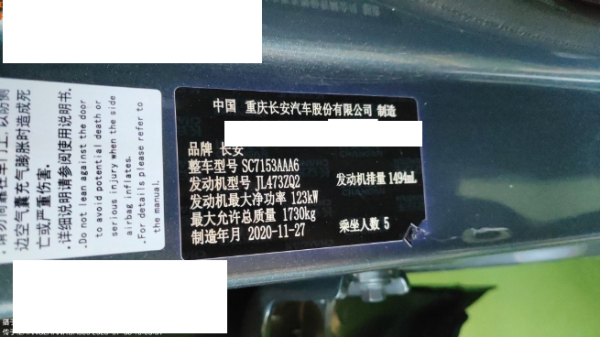 边空气囊充气膨胀时造成死
亡或严重伤害。
·详细说明请参阅使用说明书.
.Do not lean against the door
to avoid potential death or
serious injury when the side
airbag inflates.
.For details please refer to
the manual.
中国 重庆长安汽车股份有限公司 制造
品牌 长安
整车型号 SC7153AAA6
发动机型号 JL473ZQ2 发动机排量 1494mL
发动机最大净功率 123kW
最大允许总质量 1730kg
制造年月 2020-11-27 乘坐人数 5